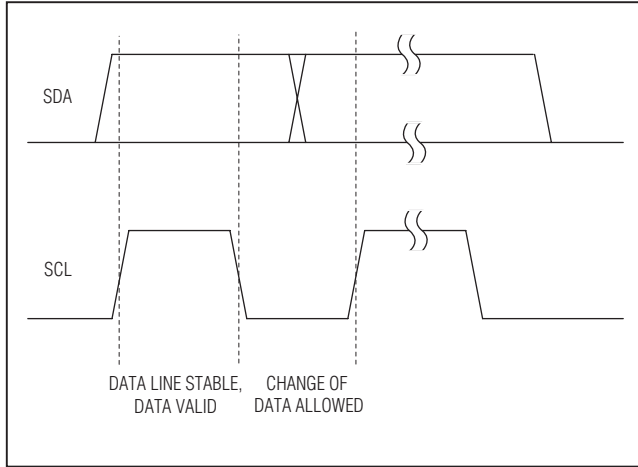 SDA
SCL
DATA LINE STABLE,
DATA VALID
CHANGE OF
DATA ALLOWED